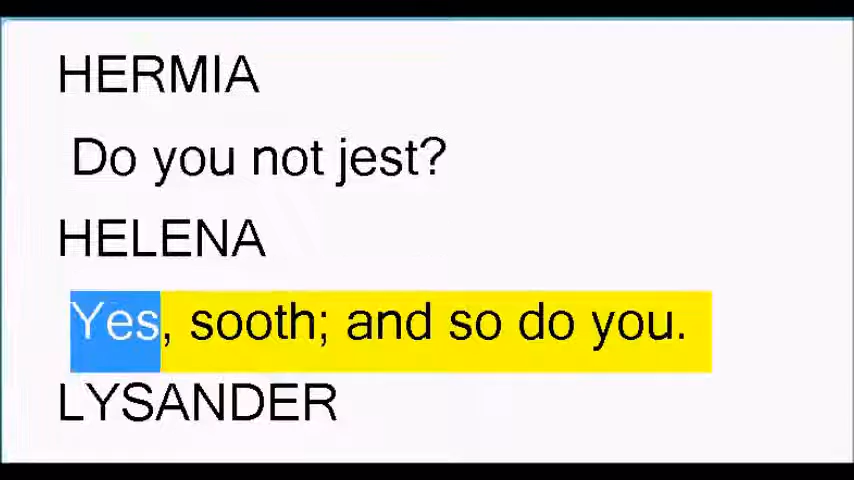 HERMIA
Do you not jest?
HELENA
Yes, sooth; and so do you.
LYSANDER